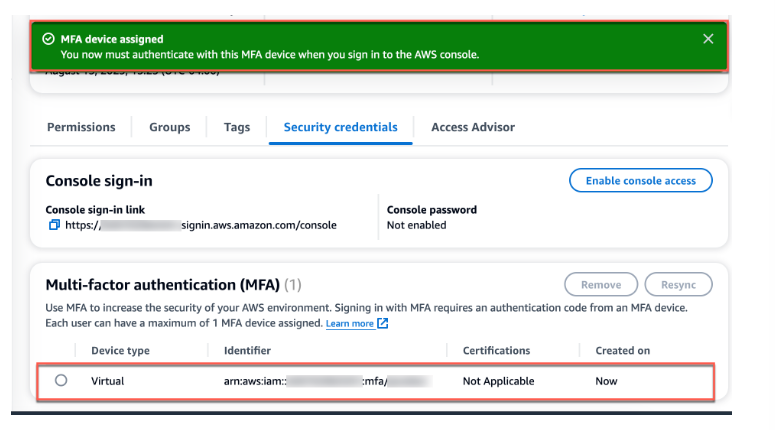 MFA device assigned
You now must authenticate with this MFA device when you sign in to the AWS console.
Permissions Groups Tags Security credentials Access Advisor
Console sign-in
Enable console access
Console sign-in link
https:/
signin.aws.amazon.com/console
Console password
Not enabled
Multi-factor authentication (MFA) (1)
Remove Resync
Use MFA to increase the security of your AWS environment. Signing in with MFA requires an authentication code from an MFA device.
Each user can have a maximum of 1 MFA device assigned. Learn more
Device type Identifier Certifications Created on
Virtual arn:aws:iam:: :mfa/ Not Applicable Now